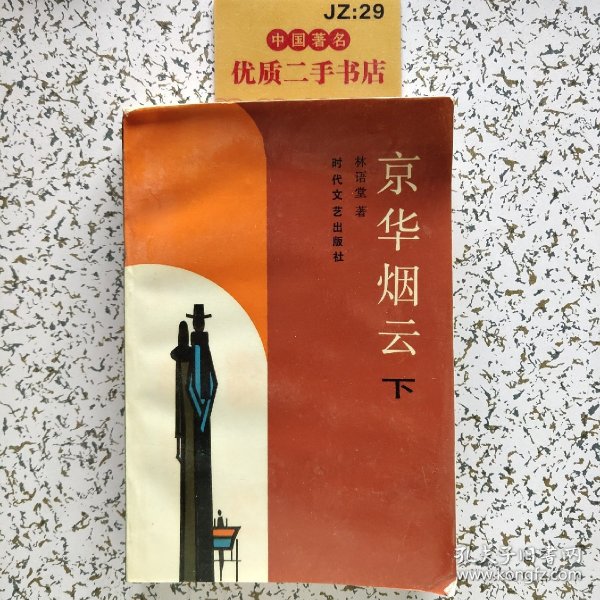 JZ:29
中国著名
优质二手书店
京华烟云 下
林语堂 著
时代文艺出版社
孔夫子旧书网
www.kongfz.com